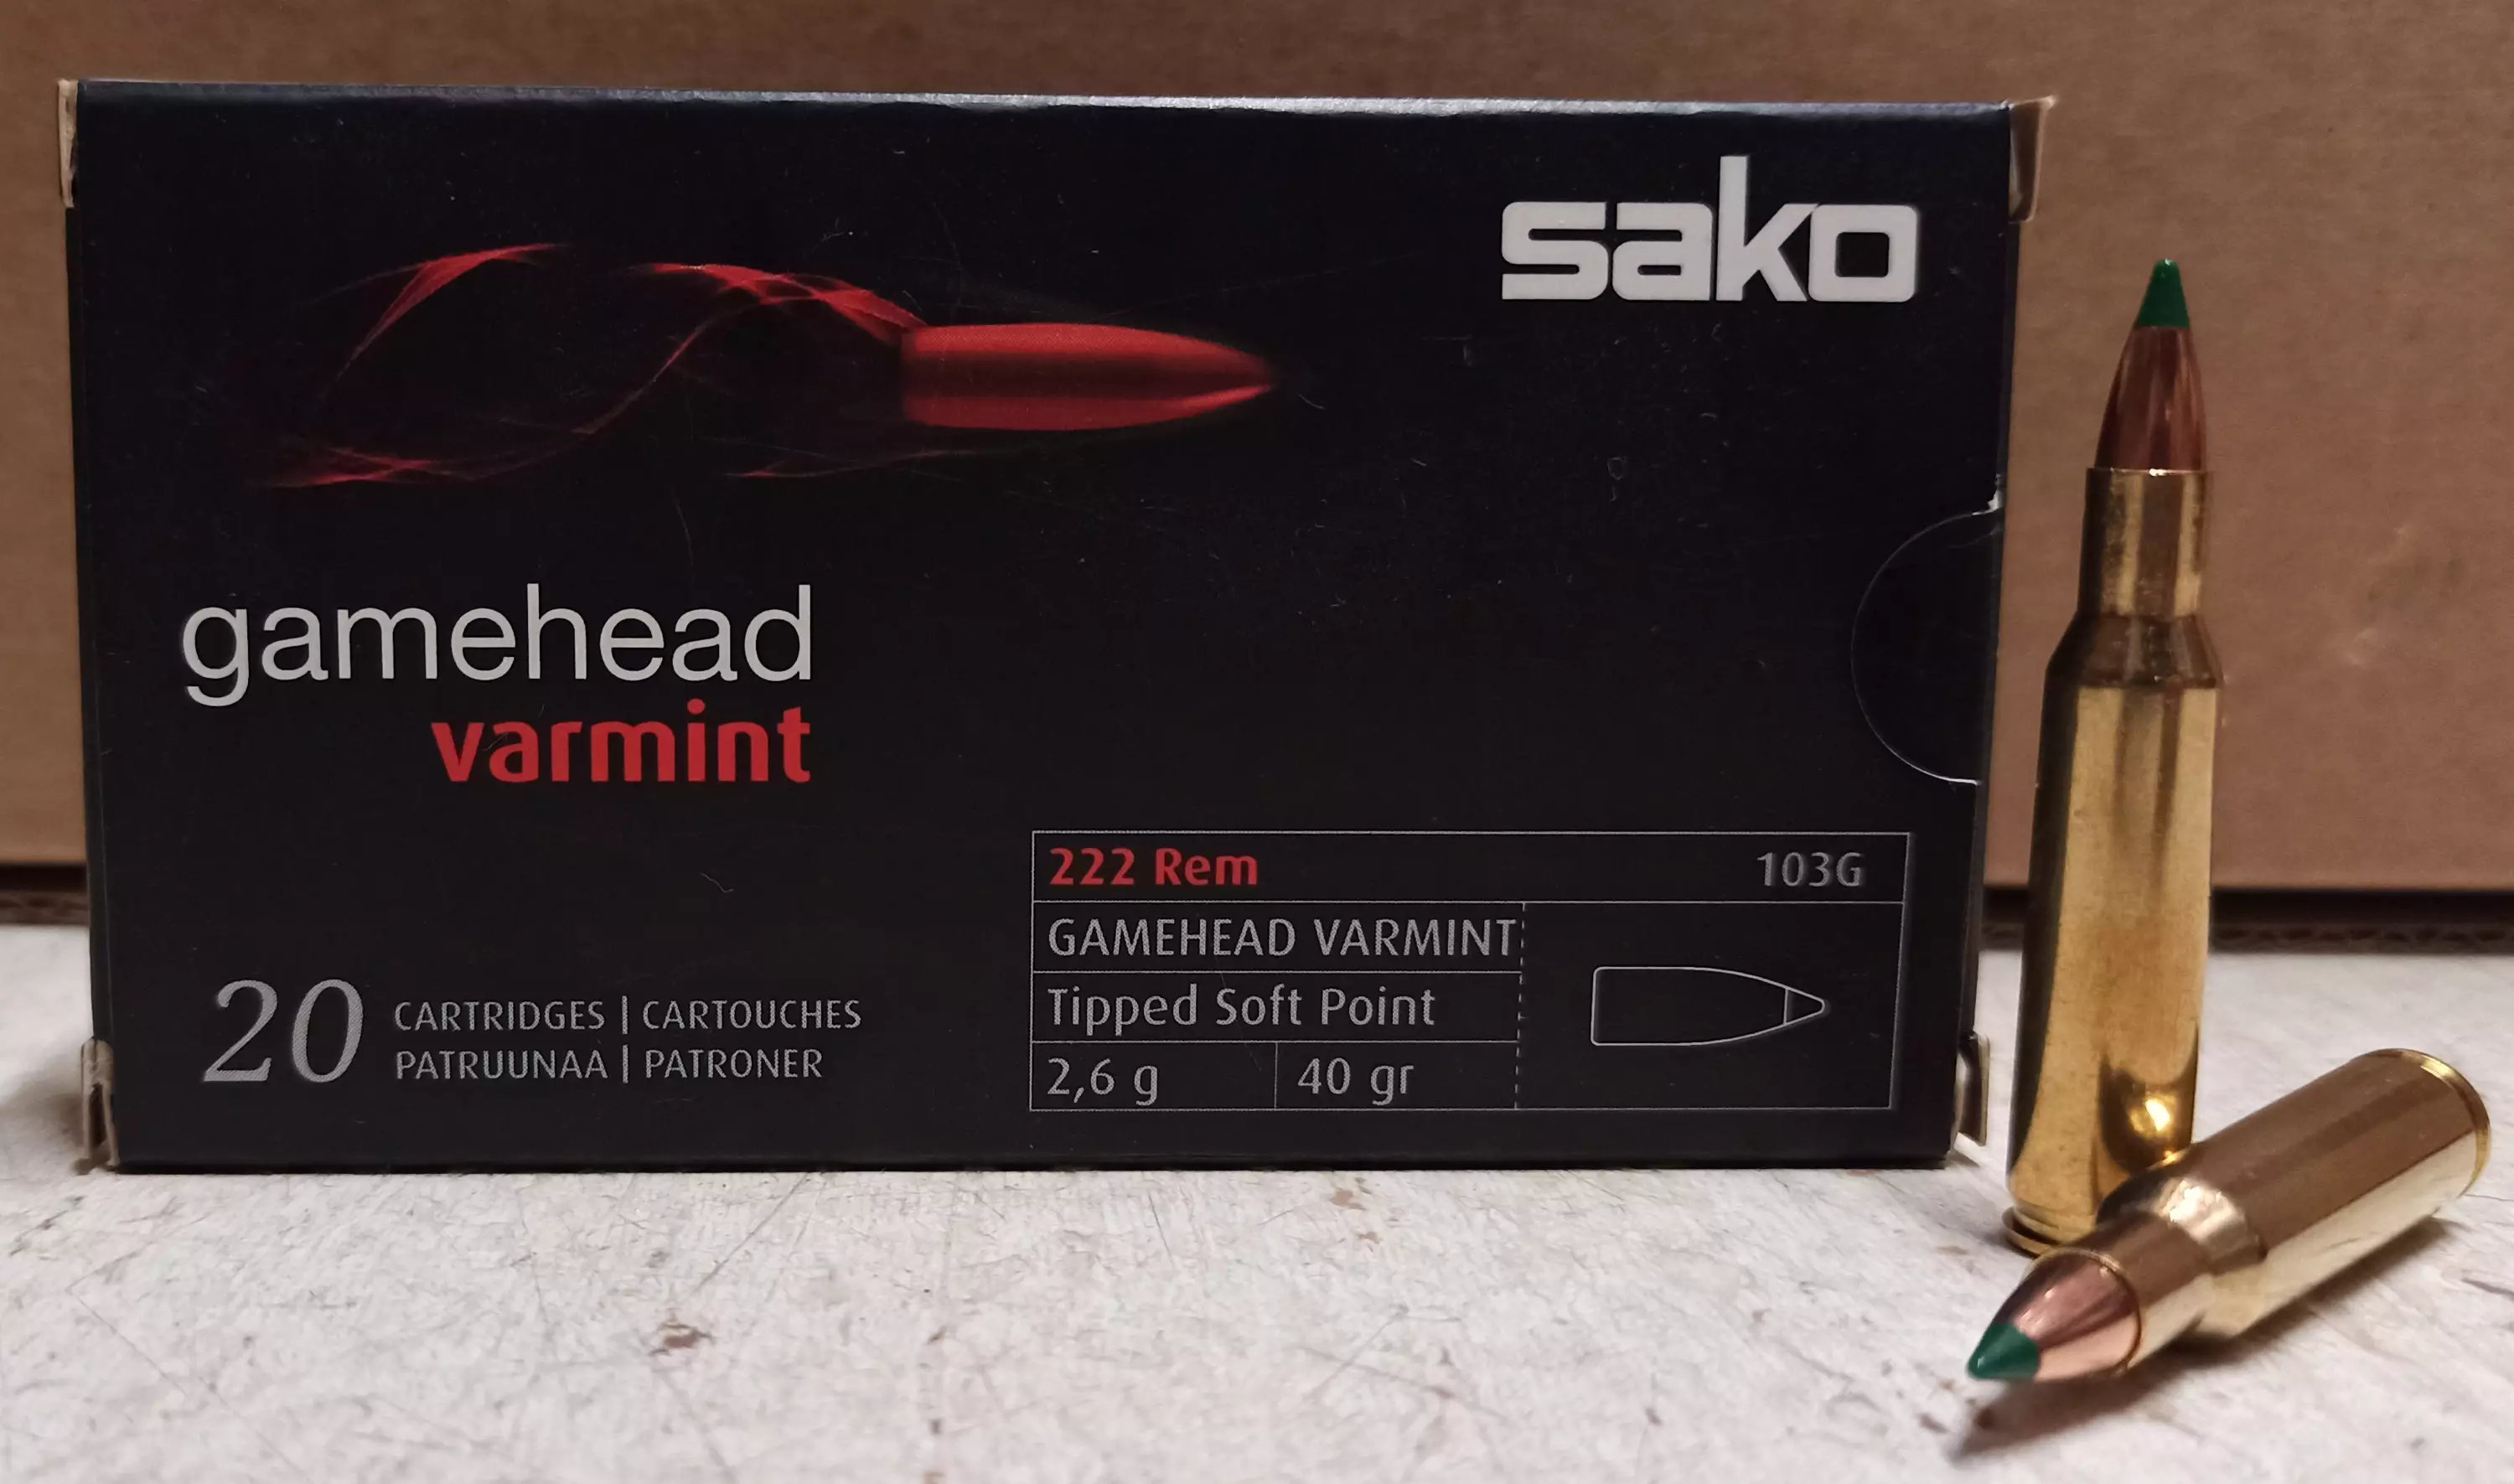 sako
gamehead
varmint
222 Rem 103G
GAMEHEAD VARMINT
Tipped Soft Point
2,6 g 40 gr
20 CARTRIDGES | CARTOUCHES
PATRUUNAA | PATRONER